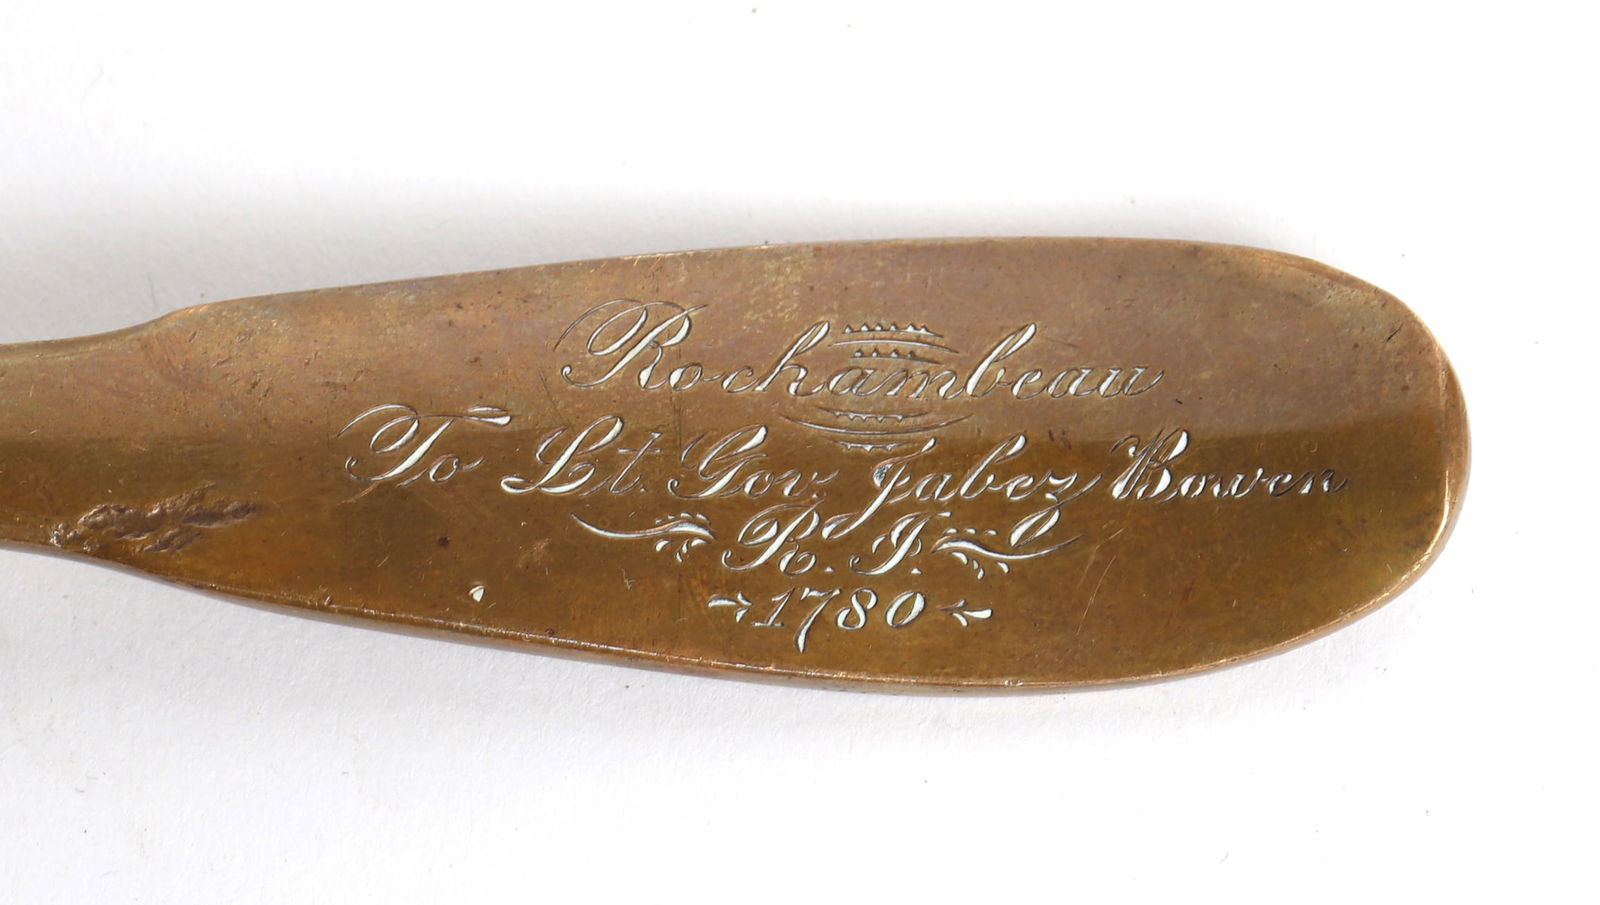 Rochambeau
To Lt. Gov. Jabez Bowen
R. I.
1780